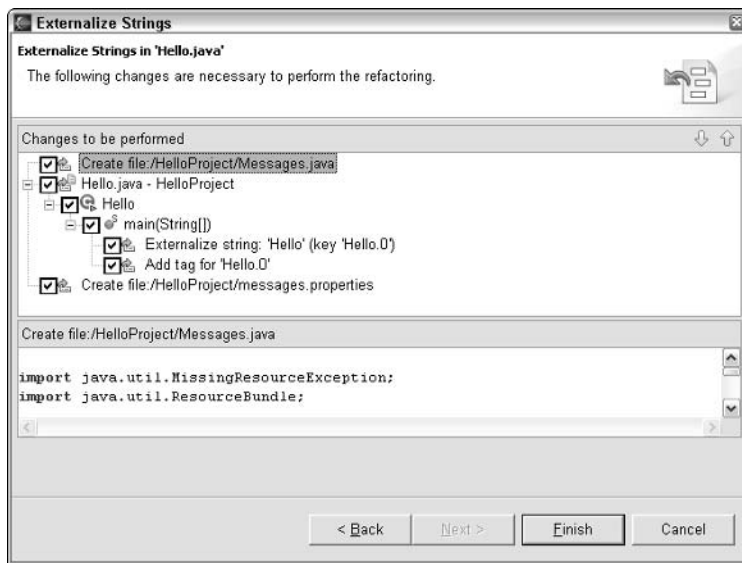 Externalize Strings
Externalize Strings in 'Hello.java'
The following changes are necessary to perform the refactoring.
Changes to be performed
Create file:/HelloProject/Messages.java
Hello.java - HelloProject
Hello
main(String[])
Externalize string: 'Hello' (key 'Hello.0')
Add tag for 'Hello.0'
Create file:/HelloProject/messages.properties
Create file:/HelloProject/Messages.java
import java.util.MissingResourceException;
import java.util.ResourceBundle;
< Back Next > Finish Cancel